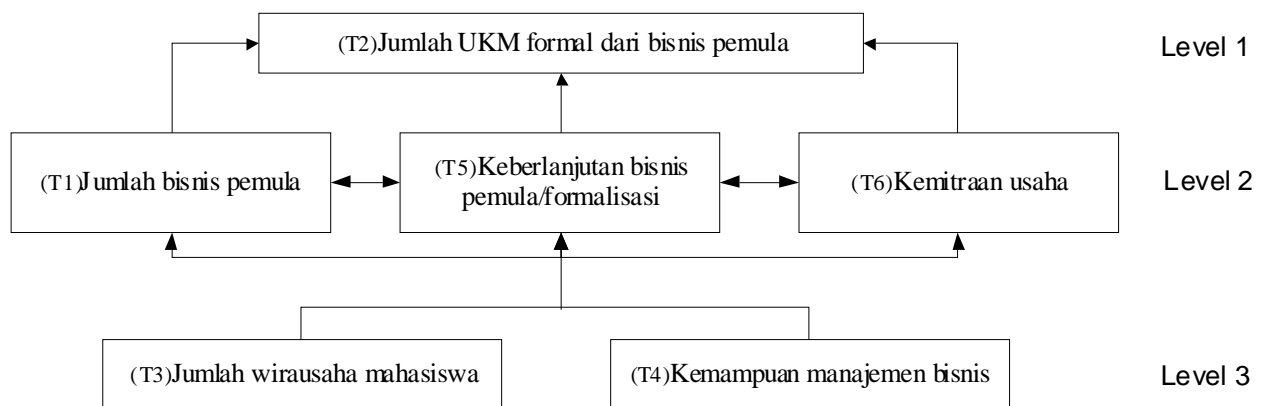 (T2)Jumlah UKM formal dari bisnis pemula
Level 1
(T1)Jumlah bisnis pemula
(T5)Keberlanjutan bisnis
pemula/formalisasi
(T6)Kemitraan usaha
Level 2
(T3)Jumlah wirausaha mahasiswa
(T4)Kemampuan manajemen bisnis
Level 3